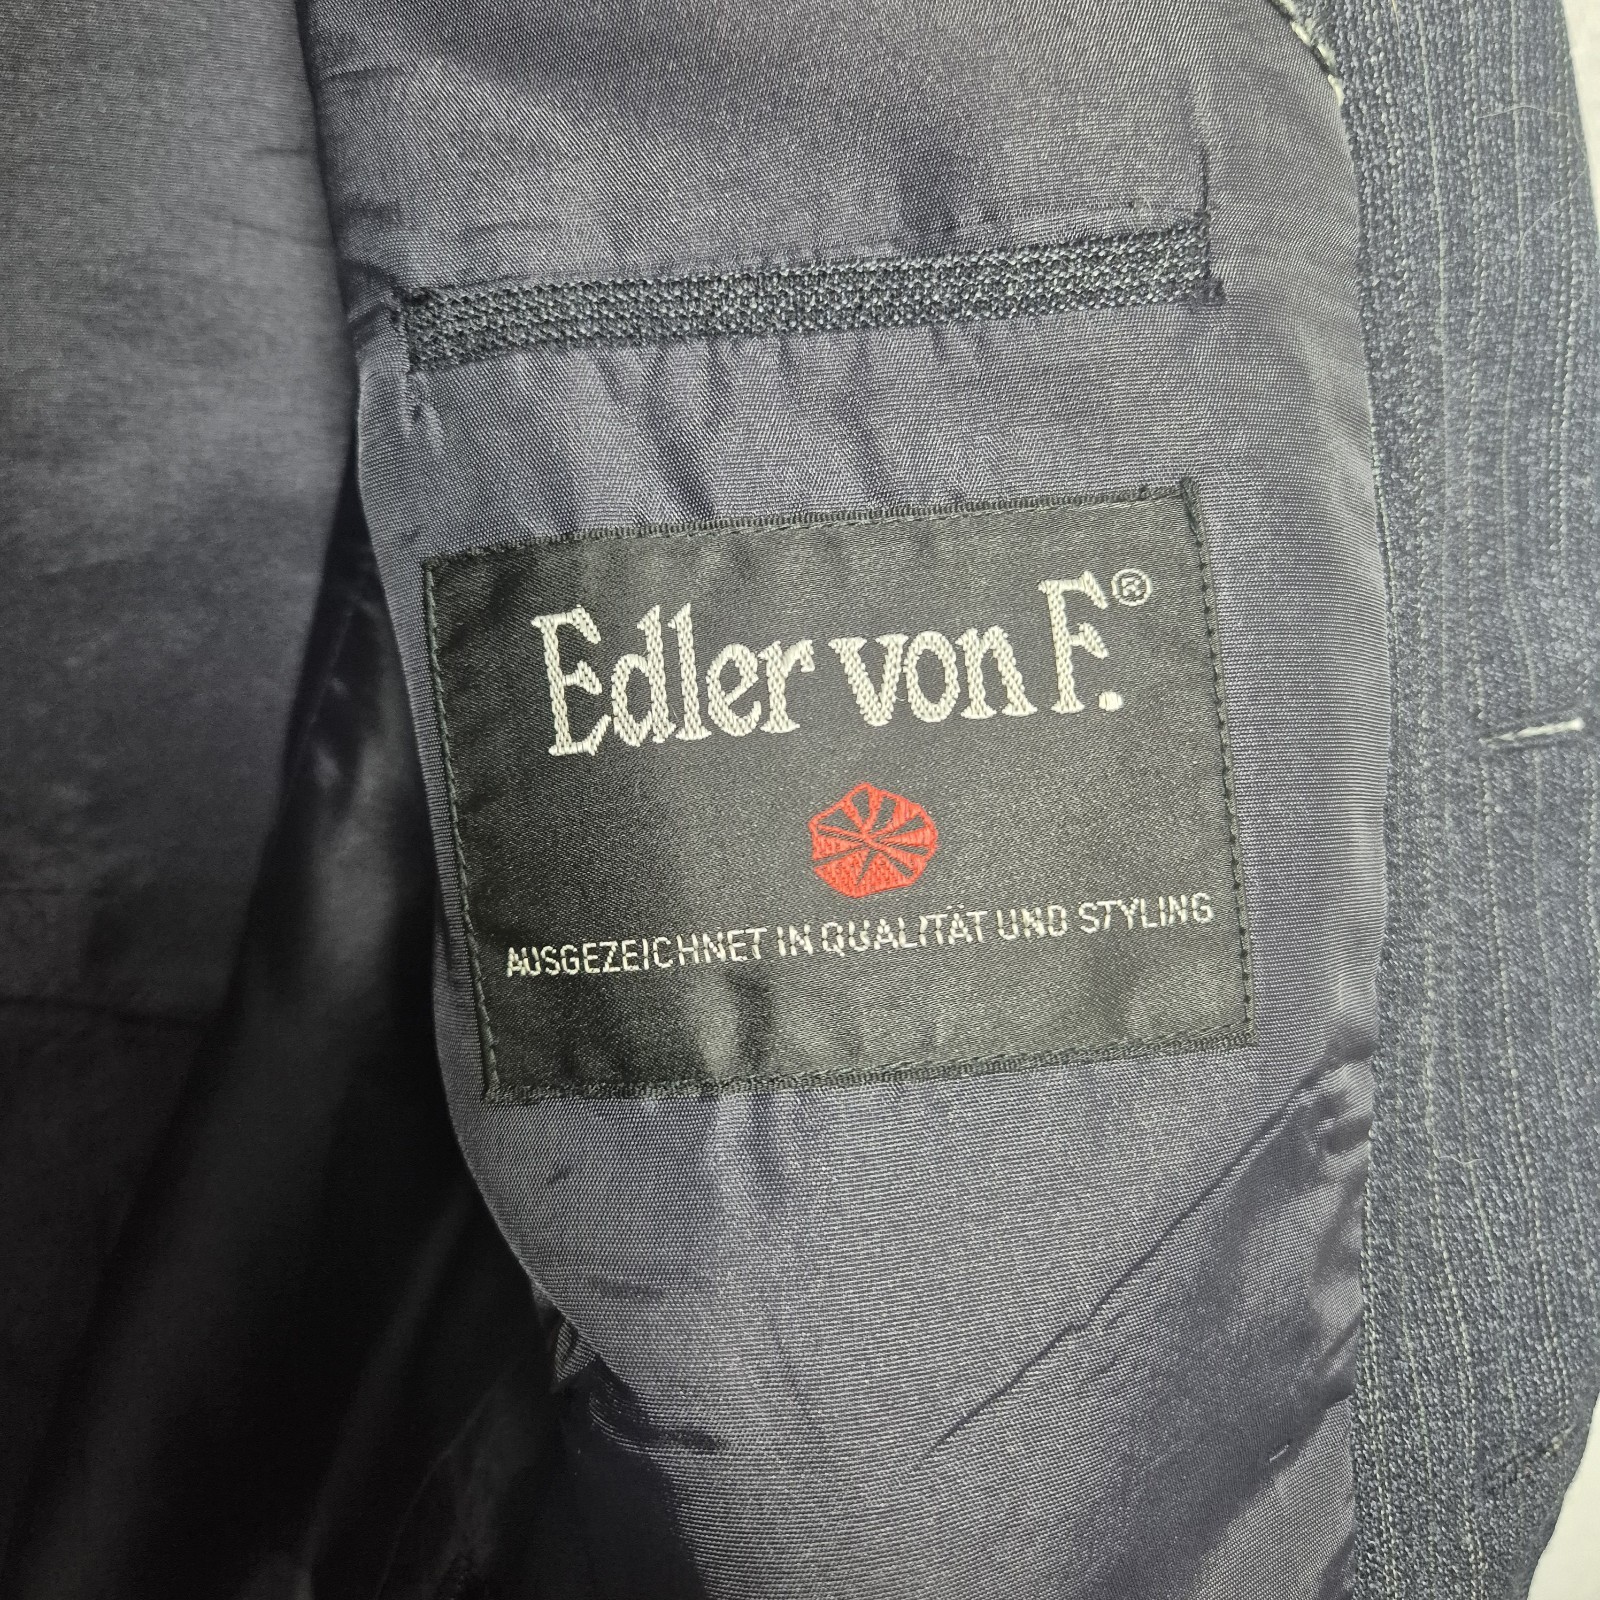 Edler von F.®
AUSGEZEICHNET IN QUALITÄT UND STYLING